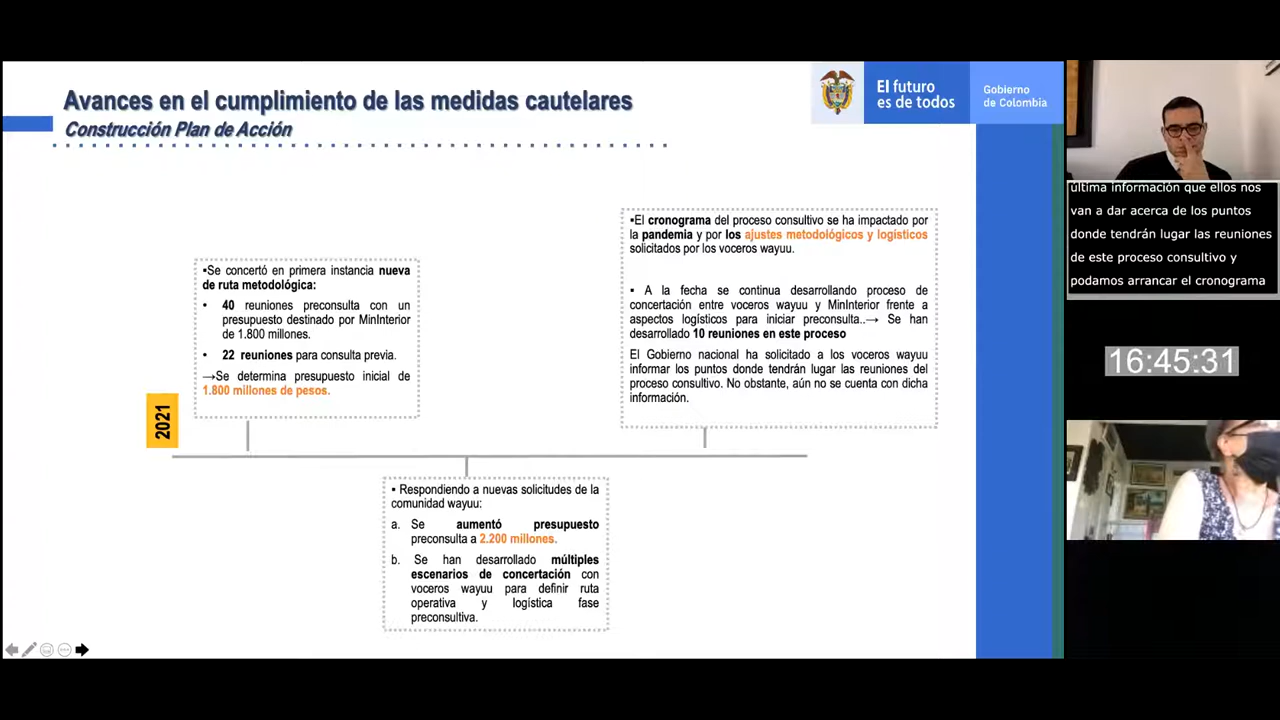 Avances en el cumplimiento de las medidas cautelares
Construcción Plan de Acción
El futuro
es de todos
Gobierno
de Colombia
▪Se concertó en primera instancia nueva
de ruta metodológica:
• 40 reuniones preconsulta con un
presupuesto destinado por MinInterior
de 1.800 millones.
• 22 reuniones para consulta previa.
→Se determina presupuesto inicial de
1.800 millones de pesos.
2021
▪ Respondiendo a nuevas solicitudes de la
comunidad wayuu:
a. Se aumentó presupuesto
preconsulta a 2.200 millones.
b. Se han desarrollado múltiples
escenarios de concertación con
voceros wayuu para definir ruta
operativa y logística fase
preconsultiva.
▪El cronograma del proceso consultivo se ha impactado por
la pandemia y por los ajustes metodológicos y logísticos
solicitados por los voceros wayuu.
▪ A la fecha se continua desarrollando proceso de
concertación entre voceros wayuu y MinInterior frente a
aspectos logísticos para iniciar preconsulta..→ Se han
desarrollado 10 reuniones en este proceso
El Gobierno nacional ha solicitado a los voceros wayuu
informar los puntos donde tendrán lugar las reuniones del
proceso consultivo. No obstante, aún no se cuenta con dicha
información.
última información que ellos nos
van a dar acerca de los puntos
donde tendrán lugar las reuniones
de este proceso consultivo y
podamos arrancar el cronograma
16:45:31